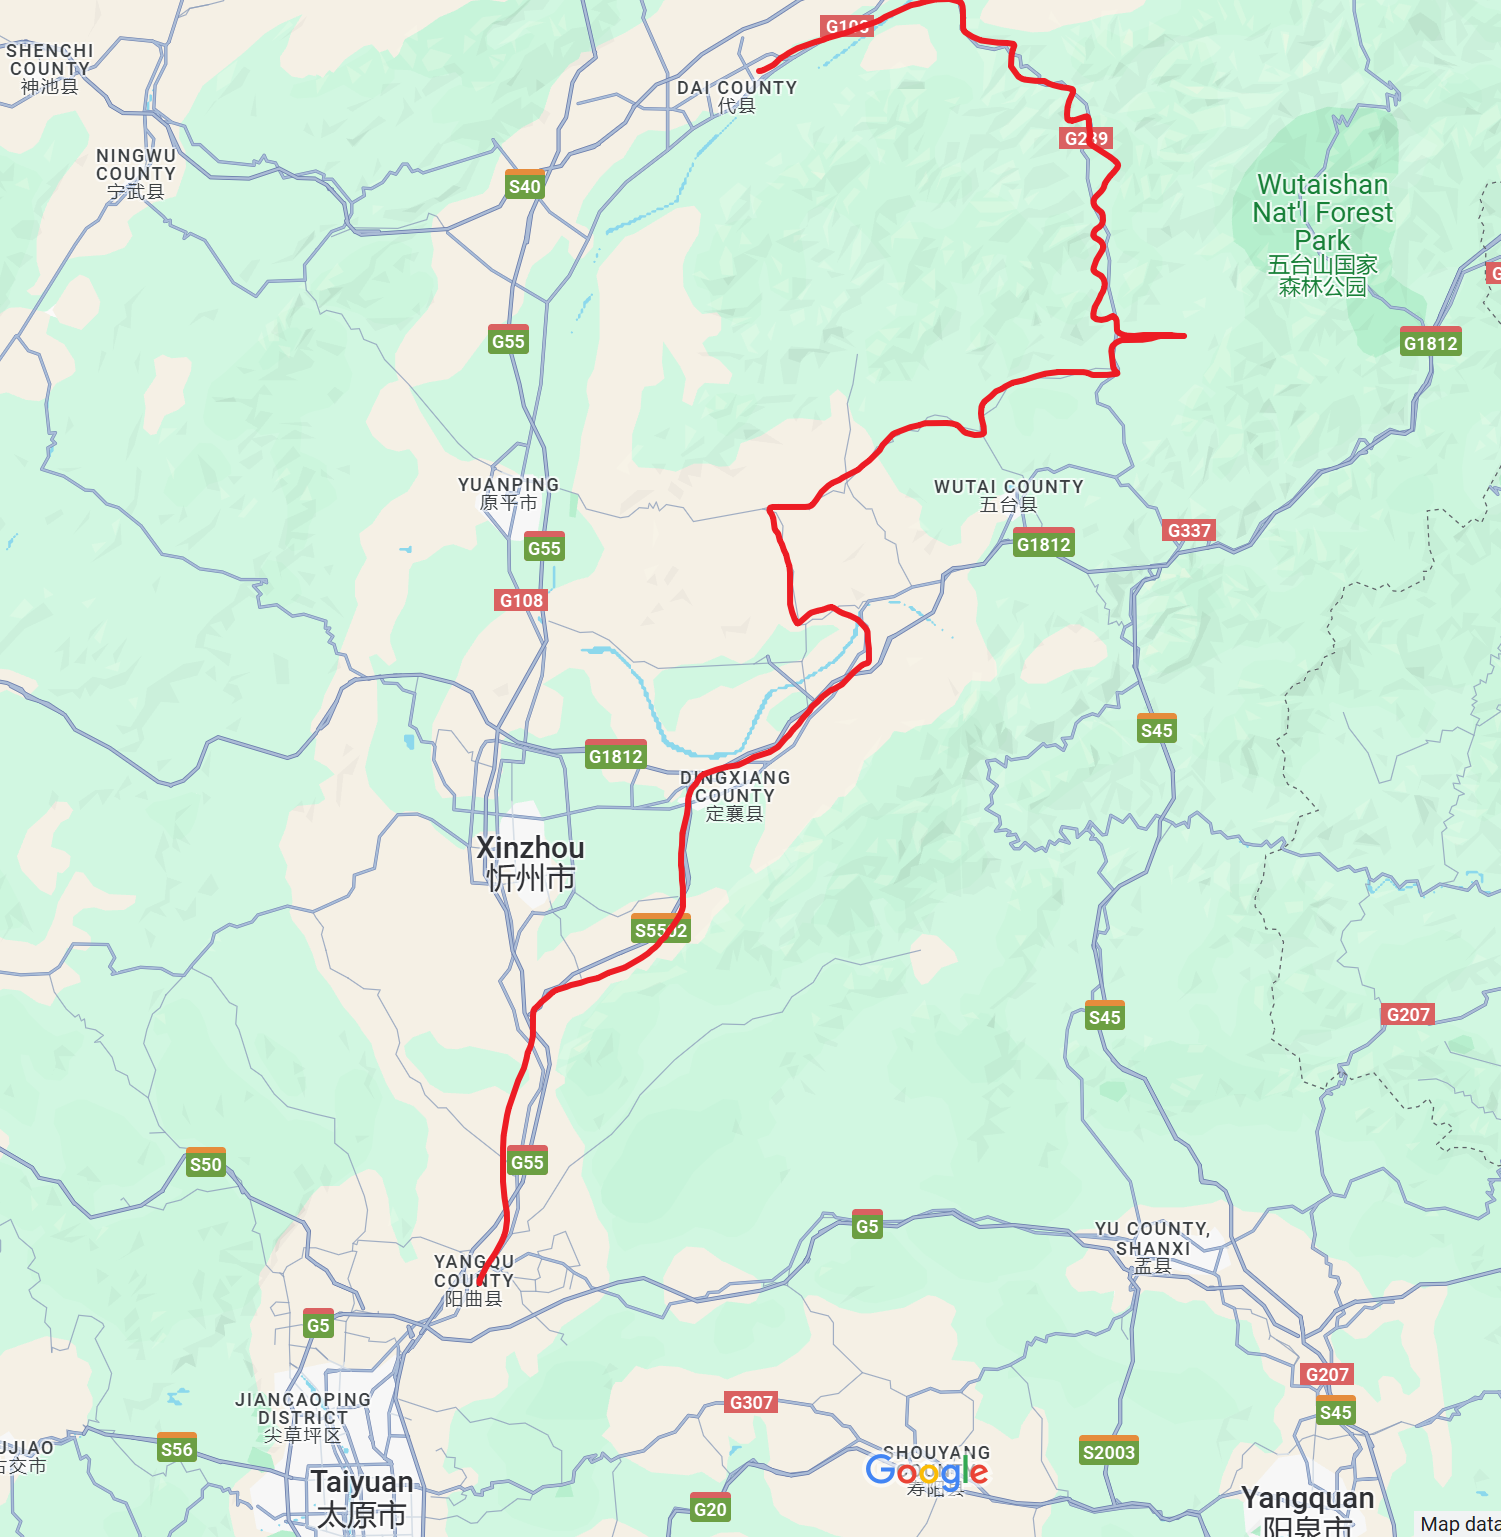 G108
SHENCHI
COUNTY
神池县
DAI COUNTY
代县
G239
NINGWU
COUNTY
宁武县
S40
Wutaishan
Nat'l Forest
Park
五台山国家
森林公园
G
G55
G1812
YUANPING
原平市
WUTAI COUNTY
五台县
G55
G1812
G337
G108
S45
G1812
DINGXIANG
COUNTY
定襄县
Xinzhou
忻州市
S5502
S45
G207
S50
G55
G5
YU COUNTY,
SHANXI
盂县
YANGQU
COUNTY
阳曲县
G5
G207
JIANCAOPING
DISTRICT
尖草坪区
G307
S45
UJIAO
古交市
S56
SHOUYANG
寿阳县
Google
S2003
Taiyuan
太原市
G20
Yangquan
阳泉市
Map data